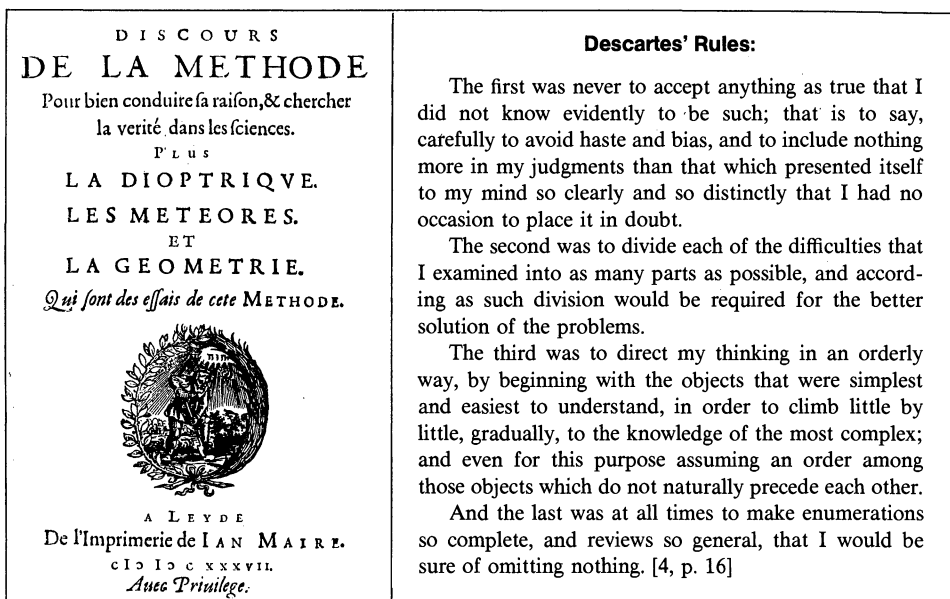 DISCOURS
DE LA METHODE
Pour bien conduire ſa raiſon, & chercher
la verité dans les ſciences.
PLUS
LA DIOPTRIQVE.
LES METEORES.
ET
LA GEOMETRIE.
Qui ſont des eſſais de cete METHODE.
A LEYDE
De l'Imprimerie de IAN MAIRE.
cIↄ Iↄ c XXXVII.
Auec Priuilege.
Descartes' Rules:
The first was never to accept anything as true that I
did not know evidently to be such; that is to say,
carefully to avoid haste and bias, and to include nothing
more in my judgments than that which presented itself
to my mind so clearly and so distinctly that I had no
occasion to place it in doubt.
The second was to divide each of the difficulties that
I examined into as many parts as possible, and accord-
ing as such division would be required for the better
solution of the problems.
The third was to direct my thinking in an orderly
way, by beginning with the objects that were simplest
and easiest to understand, in order to climb little by
little, gradually, to the knowledge of the most complex;
and even for this purpose assuming an order among
those objects which do not naturally precede each other.
And the last was at all times to make enumerations
so complete, and reviews so general, that I would be
sure of omitting nothing. [4, p. 16]